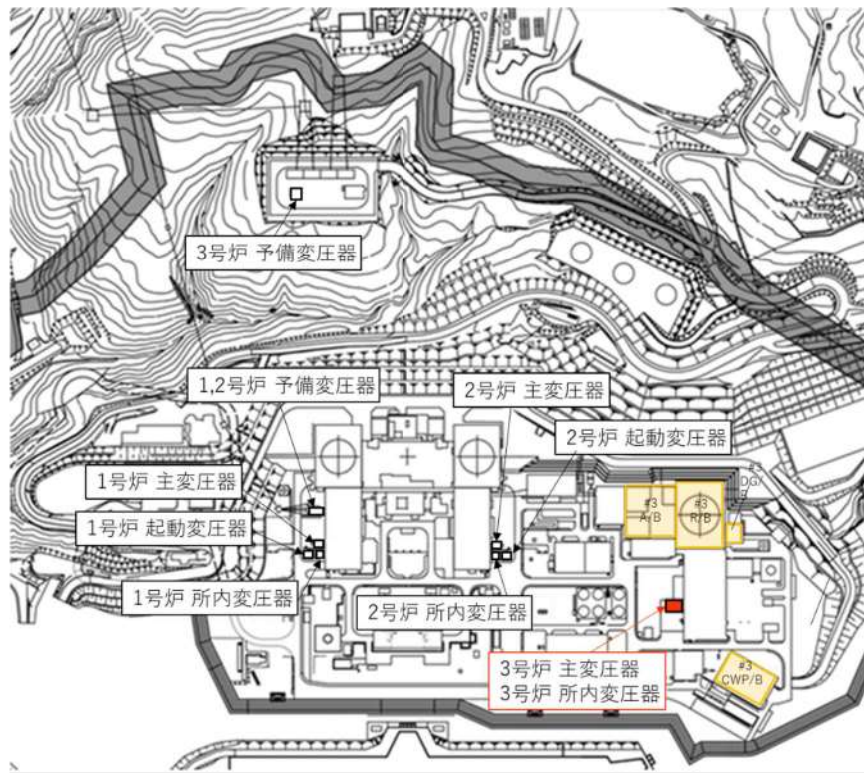 3号炉 予備変圧器
1,2号炉 予備変圧器
2号炉 主変圧器
2号炉 起動変圧器
1号炉 主変圧器
1号炉 起動変圧器
1号炉 所内変圧器
2号炉 所内変圧器
#3
A/B
#3
R/B
#3
DG/
B
3号炉 主変圧器
3号炉 所内変圧器
#3
CWP/B